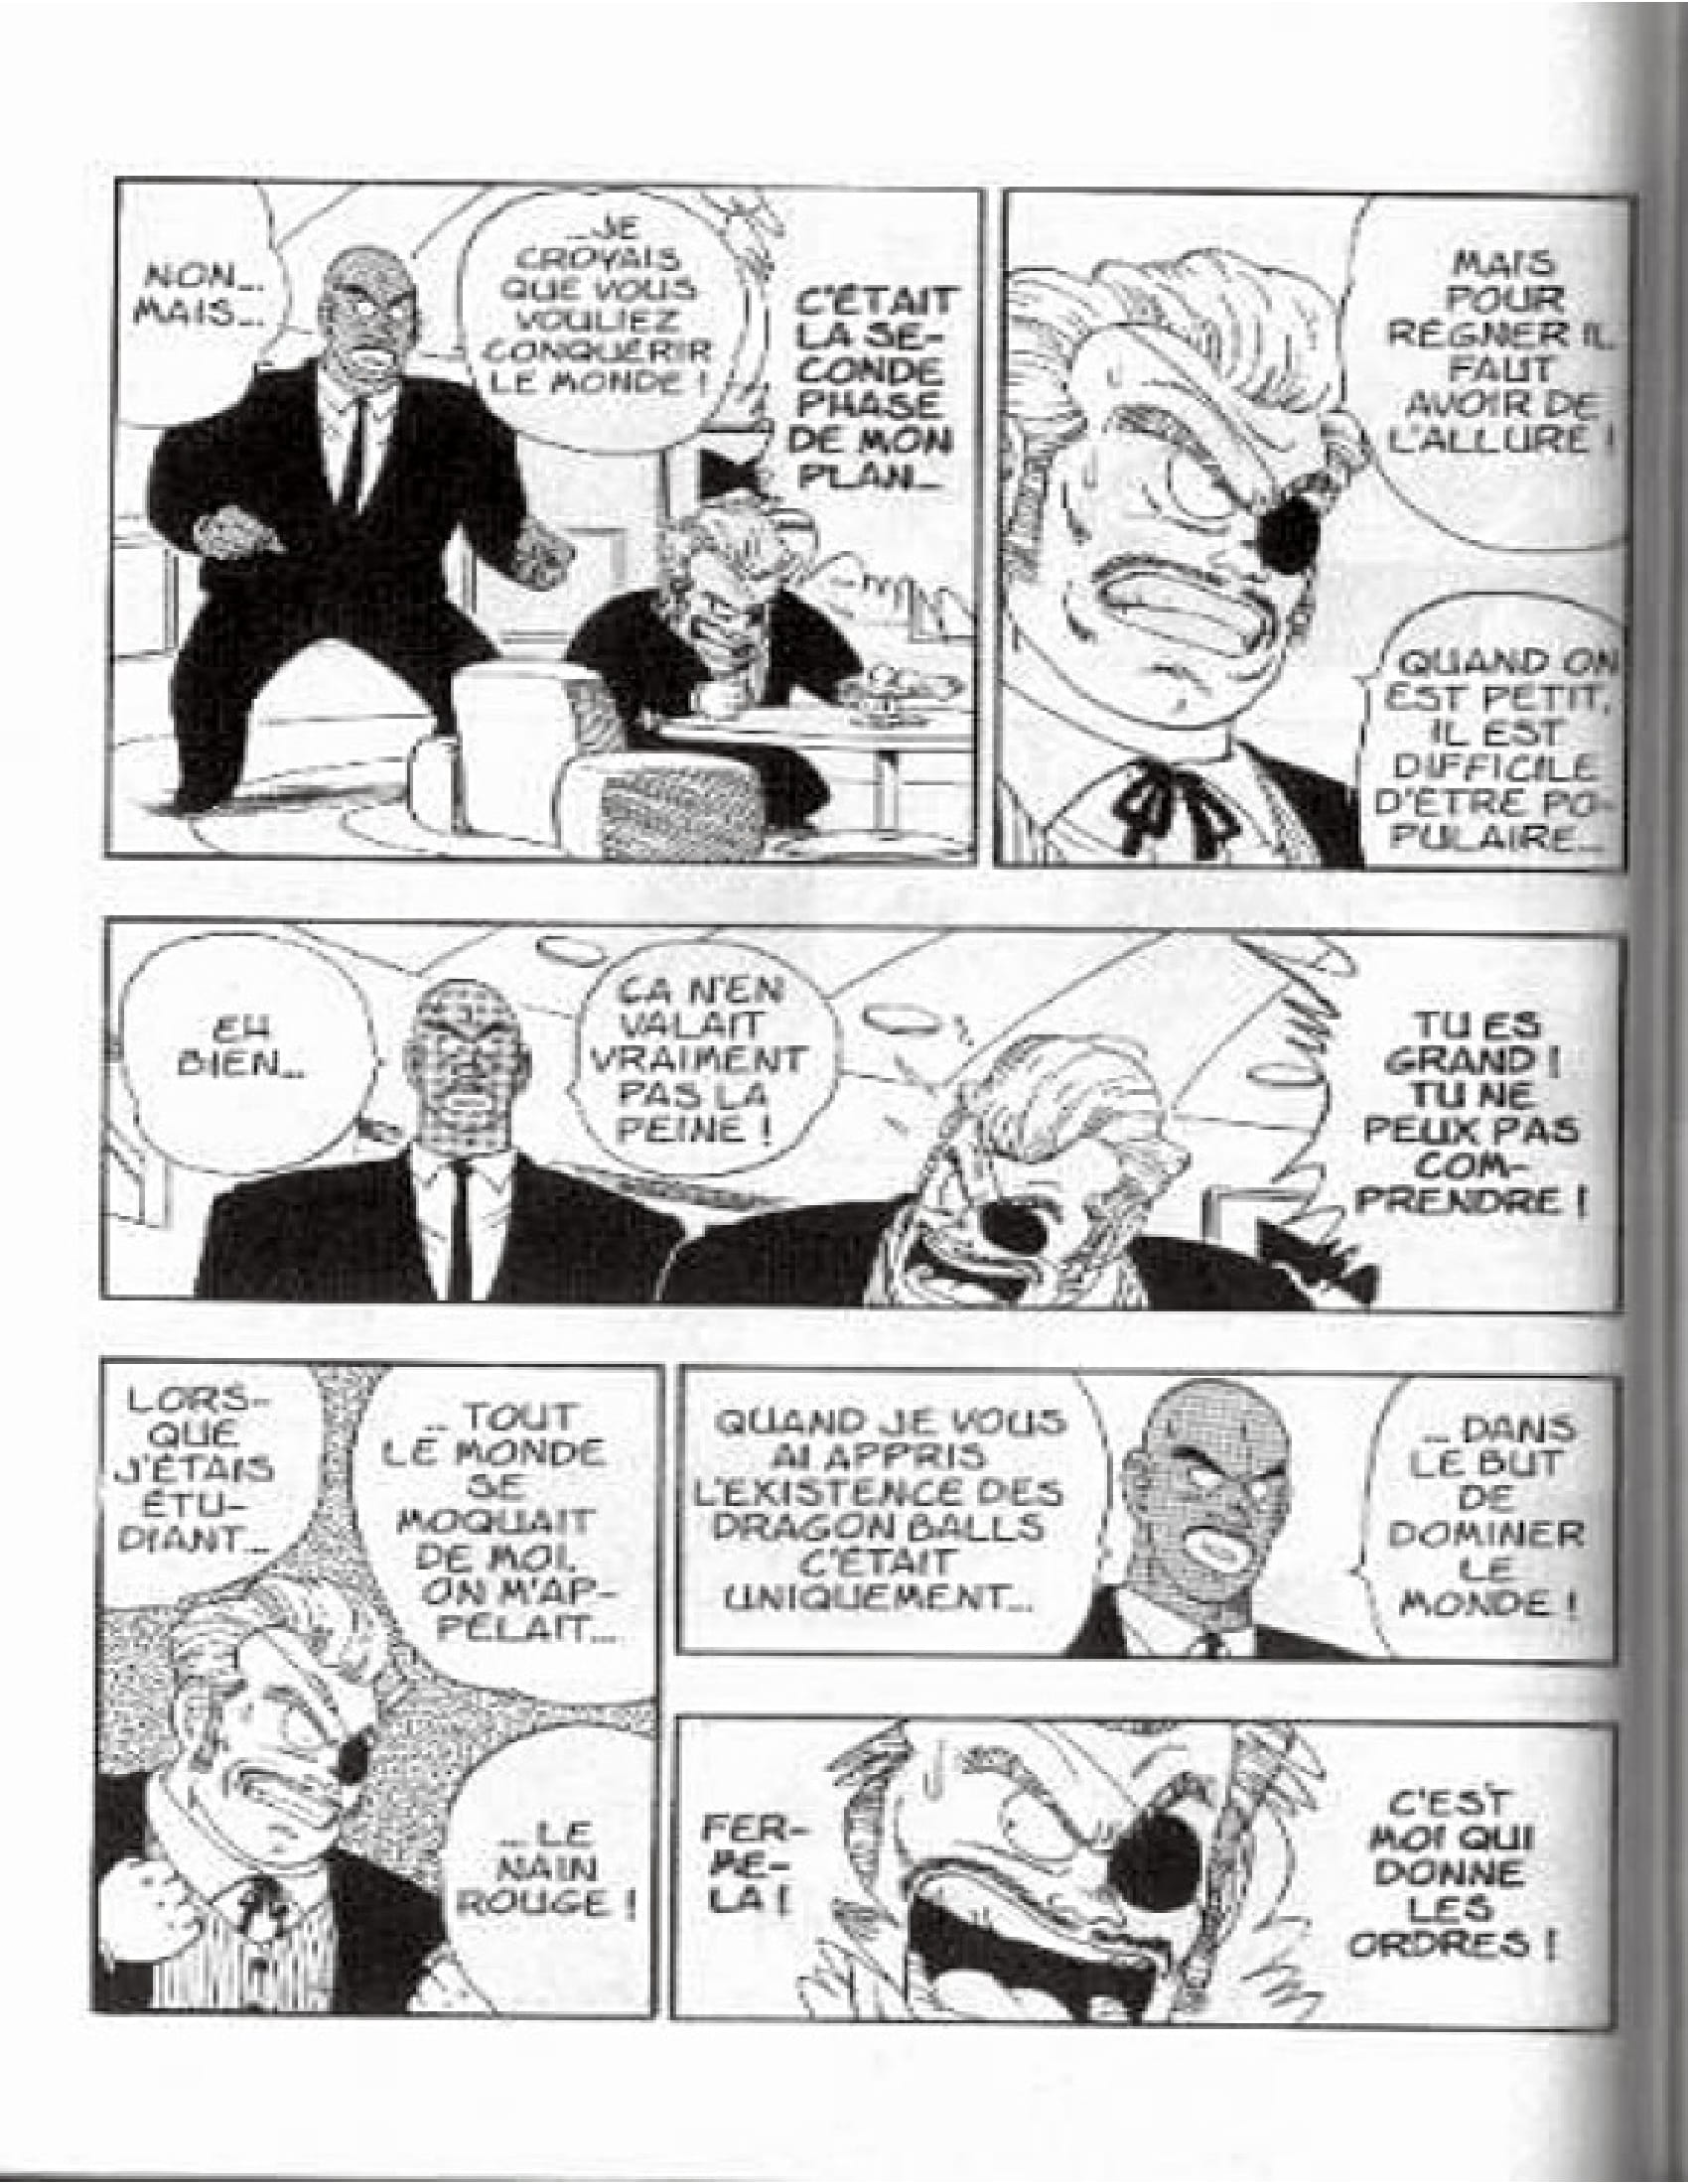 NON...
MAIS...
...JE
CROYAIS
QUE VOUS
VOULIEZ
CONQUÉRIR
LE MONDE !
C'ÉTAIT
LA SE-
CONDE
PHASE
DE MON
PLAN...
MAIS
POUR
RÉGNER IL
FAUT
AVOIR DE
L'ALLURE !
QUAND ON
EST PETIT,
IL EST
DIFFICILE
D'ÊTRE PO-
PULAIRE...
EH
BIEN...
ÇA N'EN
VALAIT
VRAIMENT
PAS LA
PEINE !
TU ES
GRAND !
TU NE
PEUX PAS
COM-
PRENDRE !
LORS-
QUE
J'ÉTAIS
ÉTU-
DIANT...
... TOUT
LE MONDE
SE
MOQUAIT
DE MOI.
ON M'AP-
PELAIT...
... LE
NAIN
ROUGE !
QUAND JE VOUS
AI APPRIS
L'EXISTENCE DES
DRAGON BALLS
C'ÉTAIT
UNIQUEMENT...
... DANS
LE BUT
DE
DOMINER
LE
MONDE !
FER-
ME-
LA !
C'EST
MOI QUI
DONNE
LES
ORDRES !